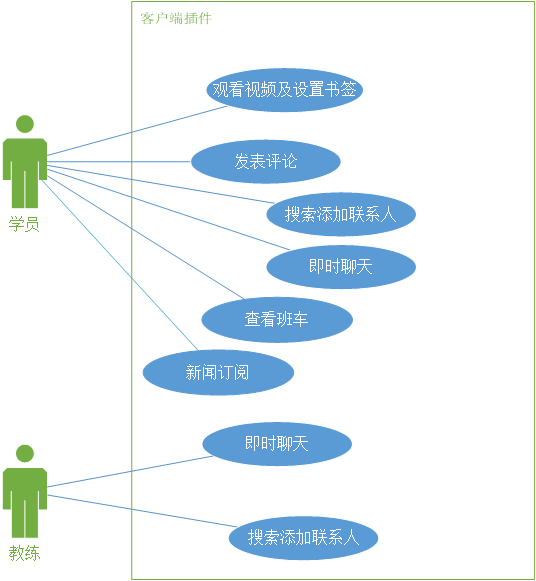 客户端插件
观看视频及设置书签
发表评论
搜索添加联系人
学员
即时聊天
查看班车
新闻订阅
即时聊天
搜索添加联系人
教练